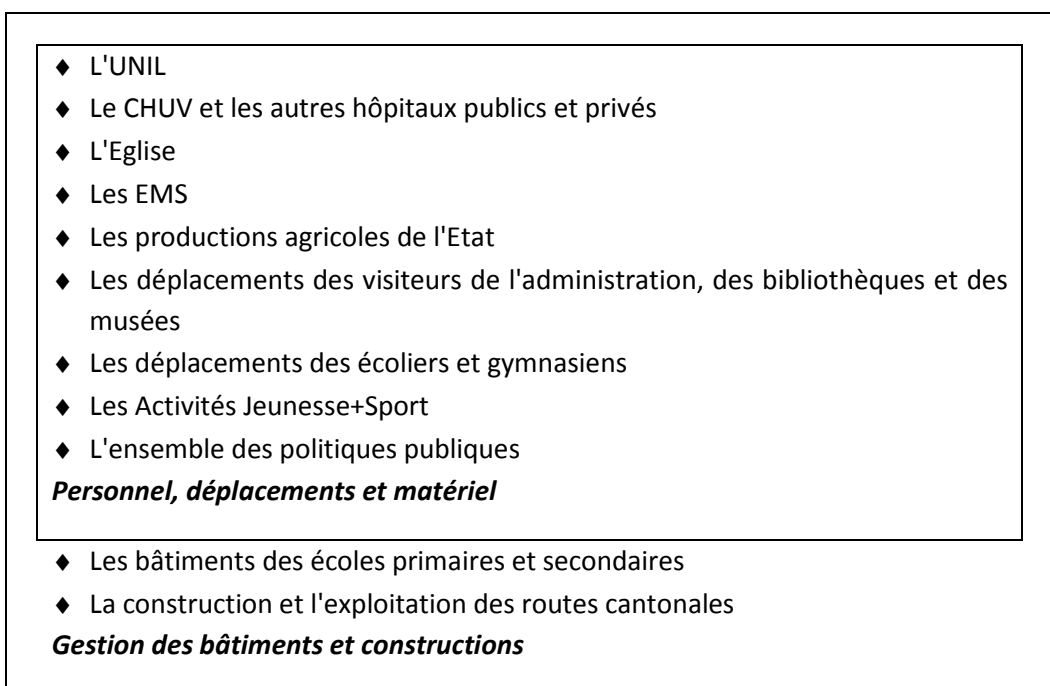 ♦ L'UNIL
♦ Le CHUV et les autres hôpitaux publics et privés
♦ L'Eglise
♦ Les EMS
♦ Les productions agricoles de l'Etat
♦ Les déplacements des visiteurs de l'administration, des bibliothèques et des
musées
♦ Les déplacements des écoliers et gymnasiens
♦ Les Activités Jeunesse+Sport
♦ L'ensemble des politiques publiques
Personnel, déplacements et matériel
♦ Les bâtiments des écoles primaires et secondaires
♦ La construction et l'exploitation des routes cantonales
Gestion des bâtiments et constructions